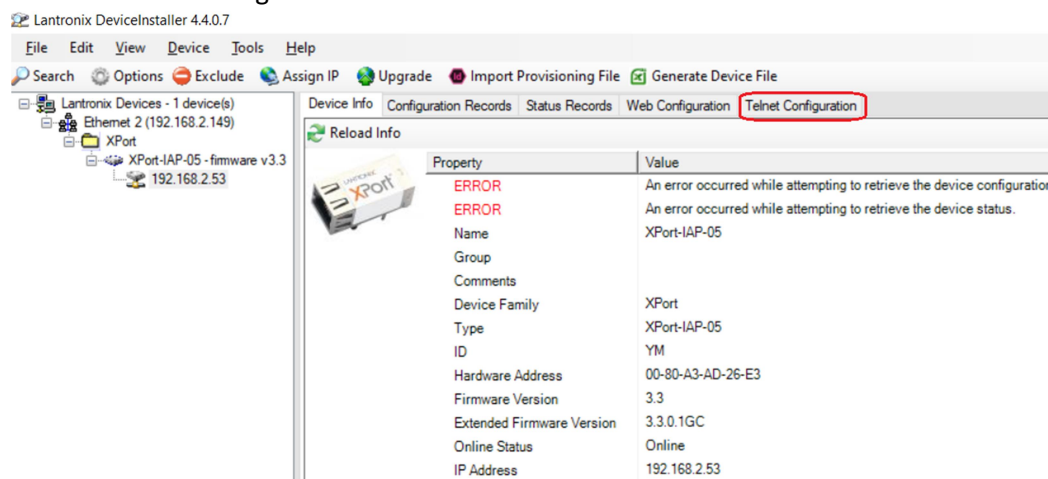 Lantronix DeviceInstaller 4.4.0.7
File Edit View Device Tools Help
Search Options Exclude Assign IP Upgrade Import Provisioning File Generate Device File
Lantronix Devices - 1 device(s)
Ethernet 2 (192.168.2.149)
XPort
XPort-IAP-05 - firmware v3.3
192.168.2.53
Device Info Configuration Records Status Records Web Configuration Telnet Configuration
Reload Info
LANTRONIX
XPort
Property Value
ERROR An error occurred while attempting to retrieve the device configuration
ERROR An error occurred while attempting to retrieve the device status.
Name XPort-IAP-05
Group
Comments
Device Family XPort
Type XPort-IAP-05
ID YM
Hardware Address 00-80-A3-AD-26-E3
Firmware Version 3.3
Extended Firmware Version 3.3.0.1GC
Online Status Online
IP Address 192.168.2.53